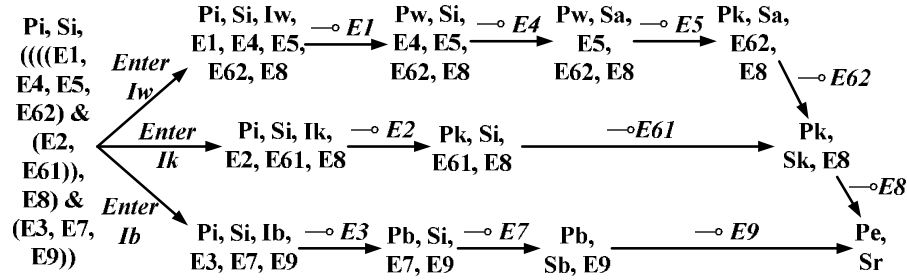 Pi, Si,
((((E1,
E4, E5,
E62) &
(E2,
E61)),
E8) &
(E3, E7,
E9))
Enter
Iw
Pi, Si, Iw,
E1, E4, E5,
E62, E8
⊸ E1
Pw, Si,
E4, E5,
E62, E8
⊸ E4
Pw, Sa,
E5,
E62, E8
⊸ E5
Pk, Sa,
E62,
E8
⊸ E62
Enter
Ik
Pi, Si, Ik,
E2, E61, E8
⊸ E2
Pk, Si,
E61, E8
⊸E61
Pk,
Sk, E8
⊸E8
Enter
Ib
Pi, Si, Ib,
E3, E7, E9
⊸ E3
Pb, Si,
E7, E9
⊸ E7
Pb,
Sb, E9
⊸ E9
Pe,
Sr